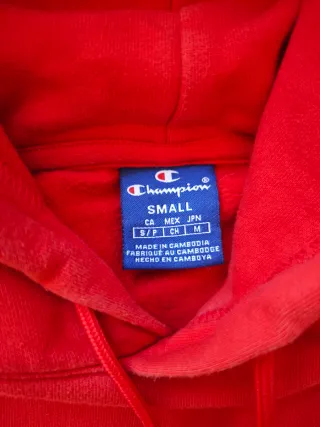 Champion
SMALL
CA MEX JPN
S/P CH M
MADE IN CAMBODIA
FABRIQUÉ AU CAMBODGE
HECHO EN CAMBOYA